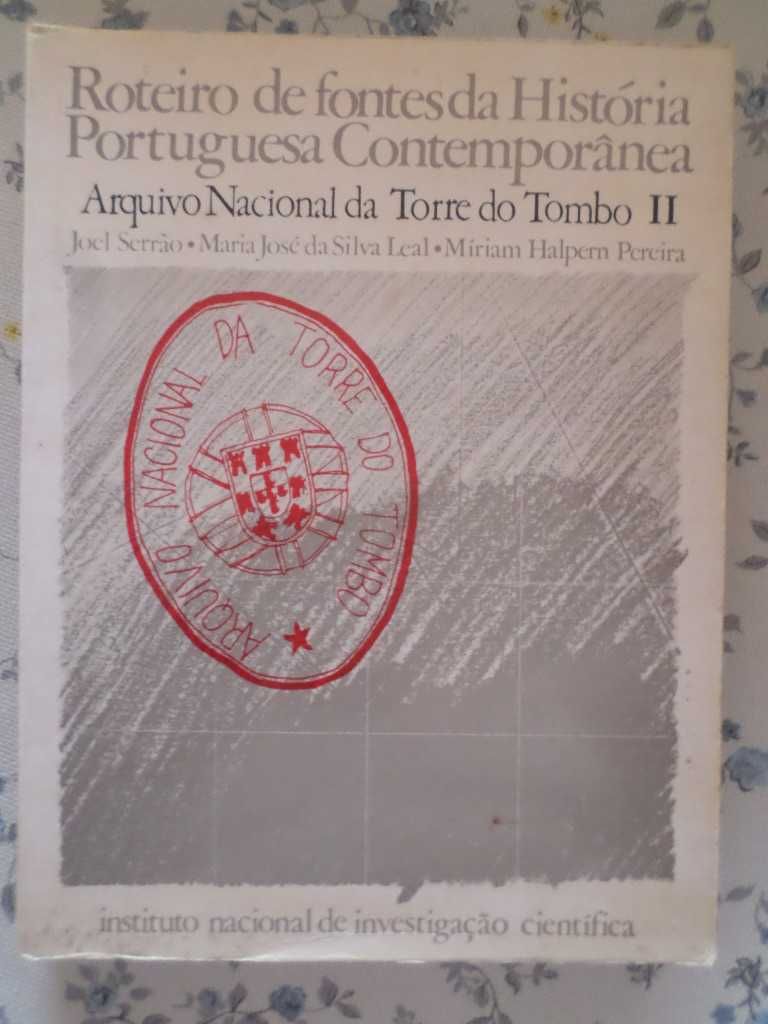 Roteiro de fontes da História
Portuguesa Contemporânea
Arquivo Nacional da Torre do Tombo II
Joel Serrão • Maria José da Silva Leal • Míriam Halpern Pereira
ARQUIVO NACIONAL DA TORRE DO TOMBO
instituto nacional de investigação científica